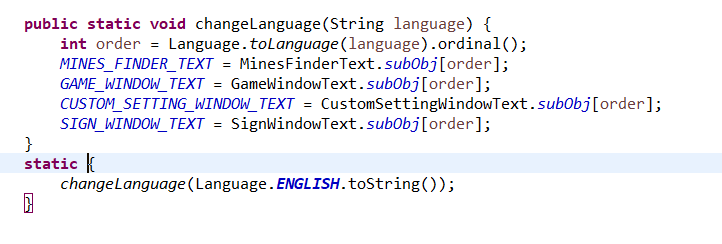 public static void changeLanguage(String language) {
    int order = Language.toLanguage(language).ordinal();
    MINES_FINDER_TEXT = MinesFinderText.subObj[order];
    GAME_WINDOW_TEXT = GameWindowText.subObj[order];
    CUSTOM_SETTING_WINDOW_TEXT = CustomSettingWindowText.subObj[order];
    SIGN_WINDOW_TEXT = SignWindowText.subObj[order];
}
static {
    changeLanguage(Language.ENGLISH.toString());
}